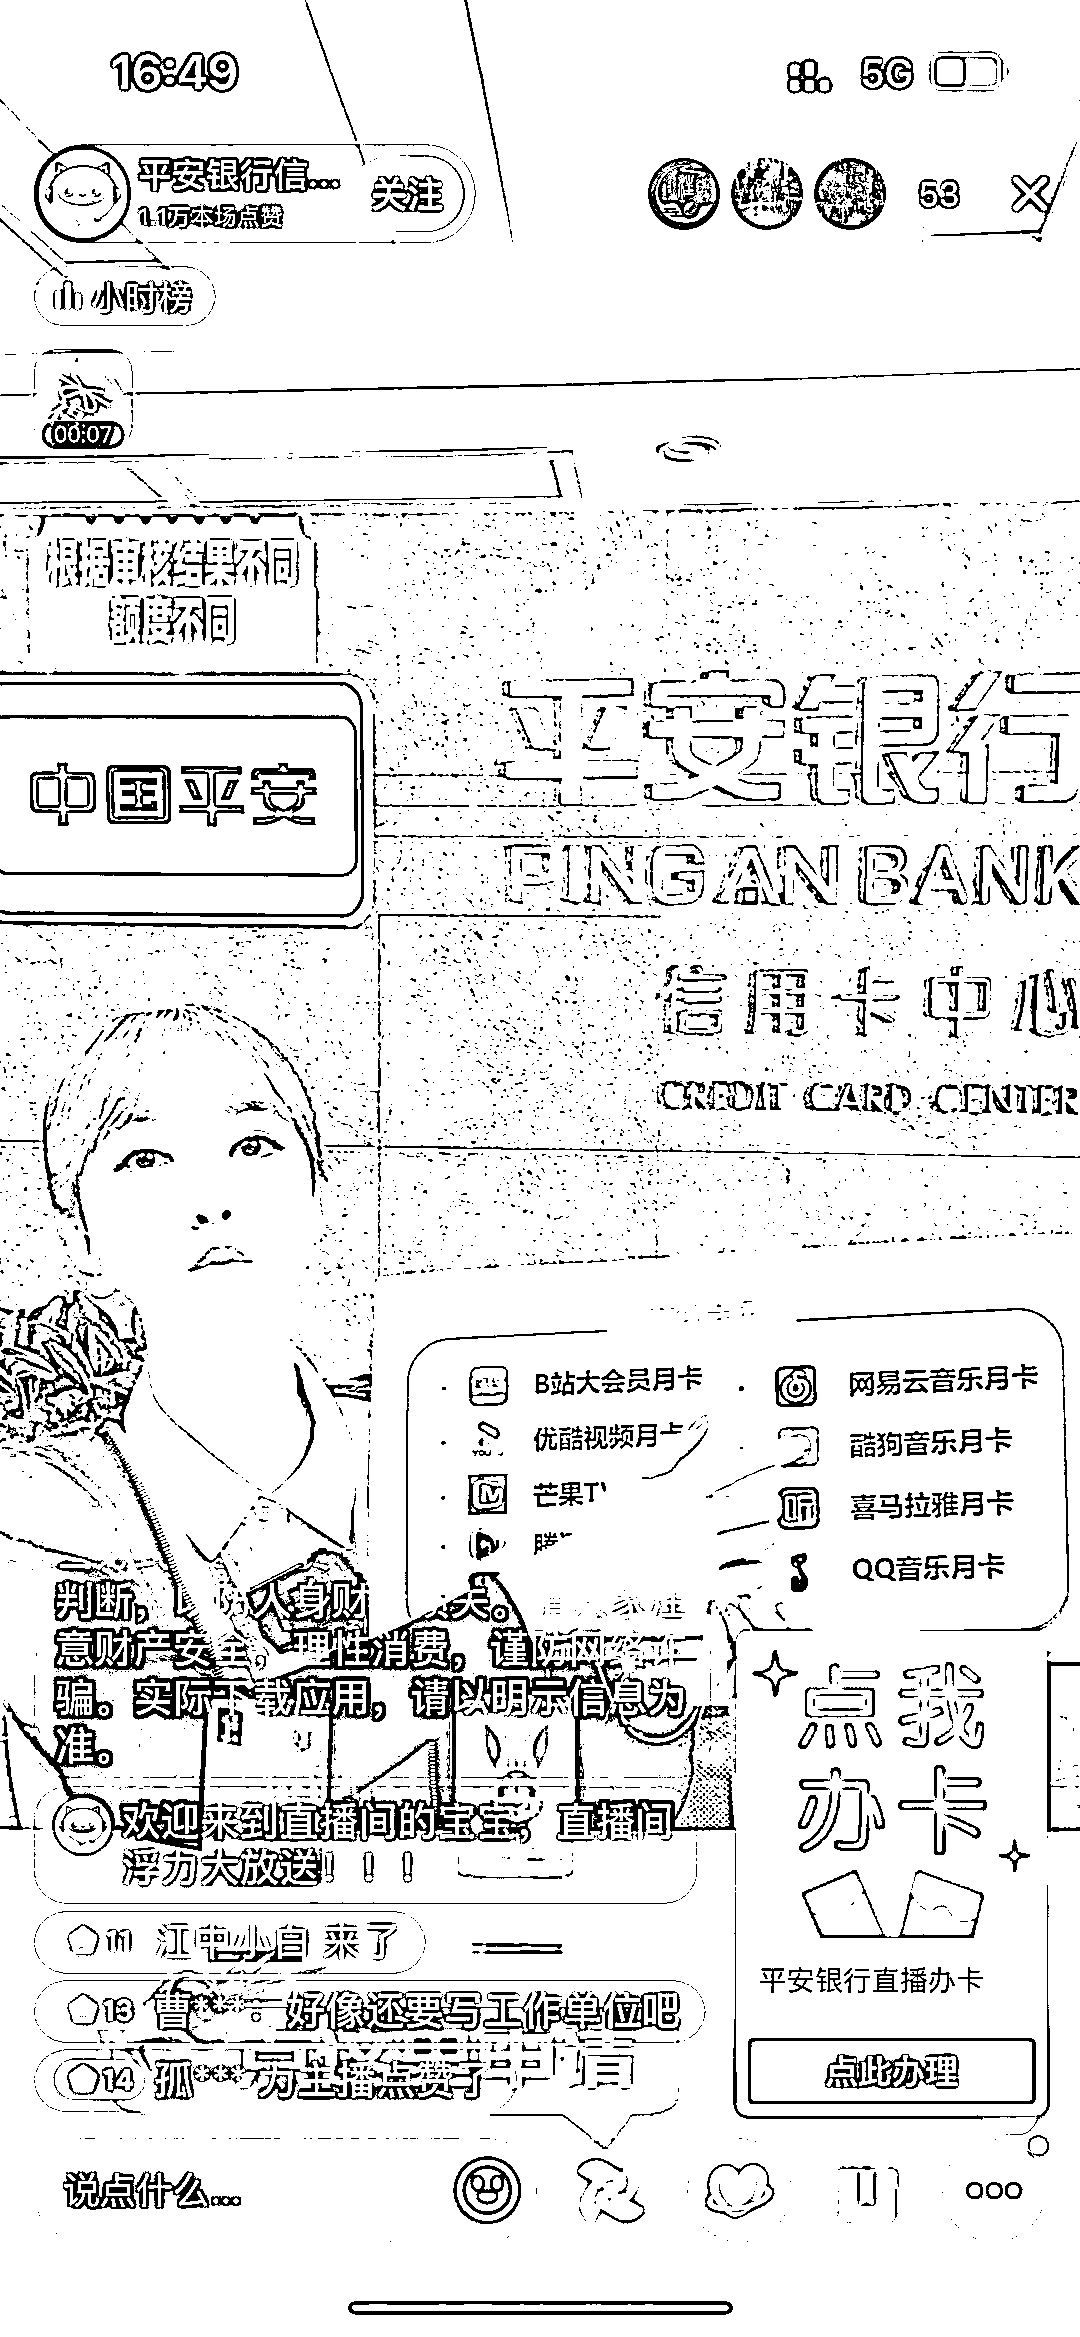 16:49
5G
平安银行信...
1.1万本场点赞
关注
53
小时榜
00:07
根据审核结果不同
额度不同
中国平安
平安银行
PINGAN BANK
信用卡中心
CREDIT CARD CENTER
B站大会员月卡
网易云音乐月卡
优酷视频月卡
酷狗音乐月卡
芒果TV
喜马拉雅月卡
腾
QQ音乐月卡
判断，人身财
意财产安全，理性消费，谨防网络诈
骗。实际下载应用，请以明示信息为
准。
欢迎来到直播间的宝宝，直播间
浮力大放送！！！
11 江中小白 来了
13 曹***：好像还要写工作单位吧
14 孤***为主播点赞了
申请
点我
办卡
平安银行直播办卡
点此办理
说点什么...